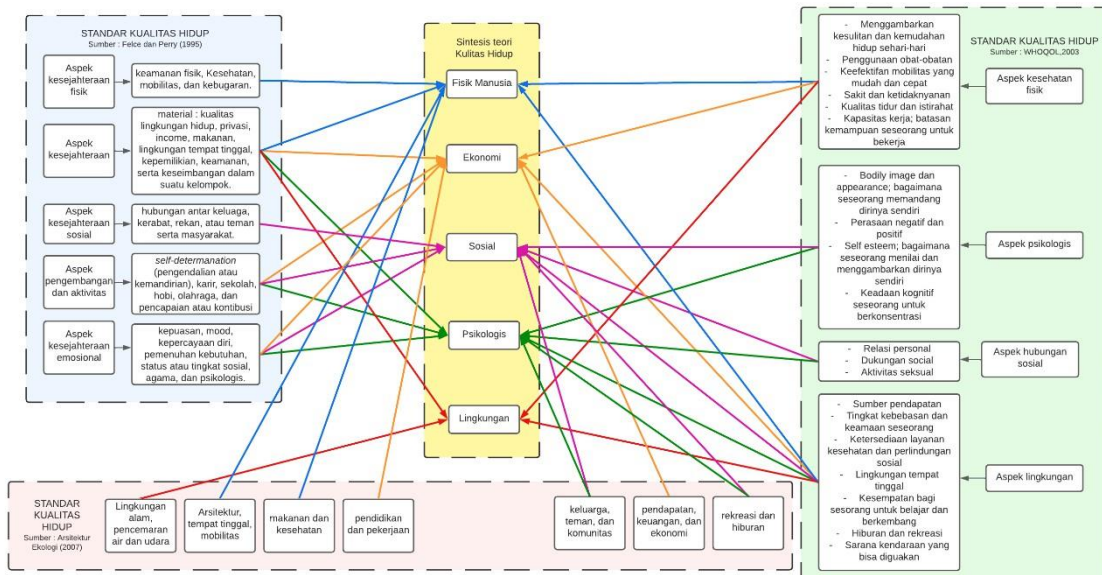 STANDAR KUALITAS HIDUP
Sumber : Felce dan Perry (1995)
Aspek
kesejahteraan
fisik
keamanan fisik, Kesehatan,
mobilitas, dan kebugaran.
Aspek
kesejahteraan
material : kualitas
lingkungan hidup, privasi,
income, makanan,
lingkungan tempat tinggal,
kepemilikian, keamanan,
serta keseimbangan dalam
suatu kelompok.
Aspek
kesejahteraan
sosial
hubungan antar keluaga,
kerabat, rekan, atau teman
serta masyarakat.
Aspek
pengembangan
dan aktivitas
self-determanation
(pengendalian atau
kemandirian), karir, sekolah,
hobi, olahraga, dan
pencapaian atau kontibusi
Aspek
kesejahteraan
emosional
kepuasan, mood,
kepercayaan diri,
pemenuhan kebutuhan,
status atau tingkat sosial,
agama, dan psikologis.
Sintesis teori
Kulitas Hidup
Fisik Manusia
Ekonomi
Sosial
Psikologis
Lingkungan
STANDAR KUALITAS HIDUP
Sumber : WHOQOL,2003
- Menggambarkan
kesulitan dan kemudahan
hidup sehari-hari
- Penggunaan obat-obatan
- Keefektifan mobilitas yang
mudah dan cepat
- Sakit dan ketidaknyanan
- Kualitas tidur dan istirahat
- Kapasitas kerja; batasan
kemampuan seseorang untuk
bekerja
Aspek kesehatan
fisik
- Bodily image dan
appearance; bagaimana
seseorang memandang
dirinya sendiri
- Perasaan negatif dan
positif
- Self esteem; bagaimana
seseorang menilai dan
menggambarkan dirinya
sendiri
- Keadaan kognitif
seseorang untuk
berkonsentrasi
Aspek psikologis
- Relasi personal
- Dukungan social
- Aktivitas seksual
Aspek hubungan
sosial
- Sumber pendapatan
- Tingkat kebebasan dan
keamaan seseorang
- Ketersediaan layanan
kesehatan dan perlindungan
sosial
- Lingkungan tempat
tinggal
- Kesempatan bagi
sesorang untuk belajar dan
berkembang
- Hiburan dan rekreasi
- Sarana kendaraan yang
bisa diguakan
Aspek lingkungan
STANDAR
KUALITAS
HIDUP
Sumber : Arsitektur
Ekologi (2007)
Lingkungan
alam,
pencemaran
air dan udara
Arsitektur,
tempat tinggal,
mobilitas
makanan dan
kesehatan
pendidikan
dan pekerjaan
keluarga,
teman, dan
komunitas
pendapatan,
keuangan, dan
ekonomi
rekreasi dan
hiburan